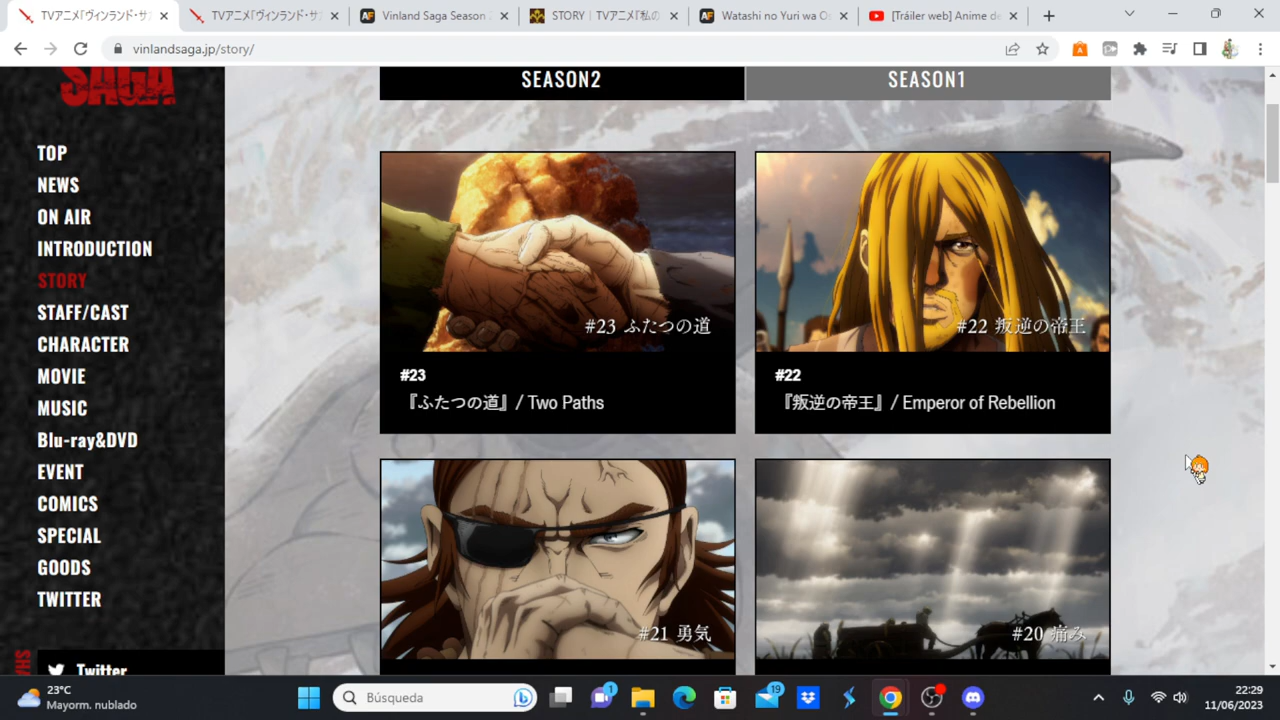 TVアニメ『ヴィンランド・サガ
TVアニメ『ヴィンランド・サガ
Vinland Saga Season
STORY | TVアニメ『私の
Watashi no Yuri wa O
[Tráiler web] Anime de
vinlandsaga.jp/story/
SAGA
SEASON2
SEASON1
TOP
NEWS
ON AIR
INTRODUCTION
STORY
STAFF/CAST
CHARACTER
MOVIE
MUSIC
Blu-ray&DVD
EVENT
COMICS
SPECIAL
GOODS
TWITTER
Twitter
#23 ふたつの道
#23
『ふたつの道』/ Two Paths
#22 叛逆の帝王
#22
『叛逆の帝王』/ Emperor of Rebellion
#21 勇気
#20 痛み
23°C
Mayorm. nublado
Búsqueda
1
19
22:29
11/06/2023